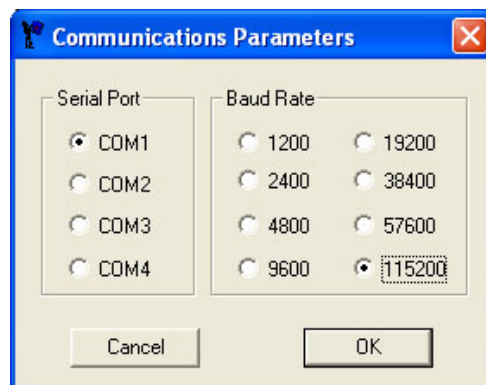 Communications Parameters
Serial Port
COM1
COM2
COM3
COM4
Baud Rate
1200
2400
4800
9600
19200
38400
57600
115200
Cancel
OK